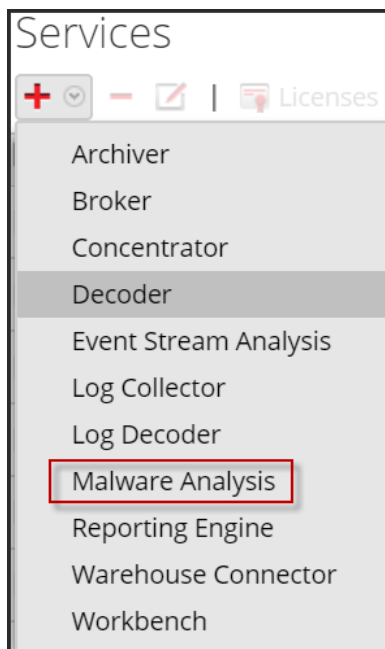 Services
Licenses
Archiver
Broker
Concentrator
Decoder
Event Stream Analysis
Log Collector
Log Decoder
Malware Analysis
Reporting Engine
Warehouse Connector
Workbench